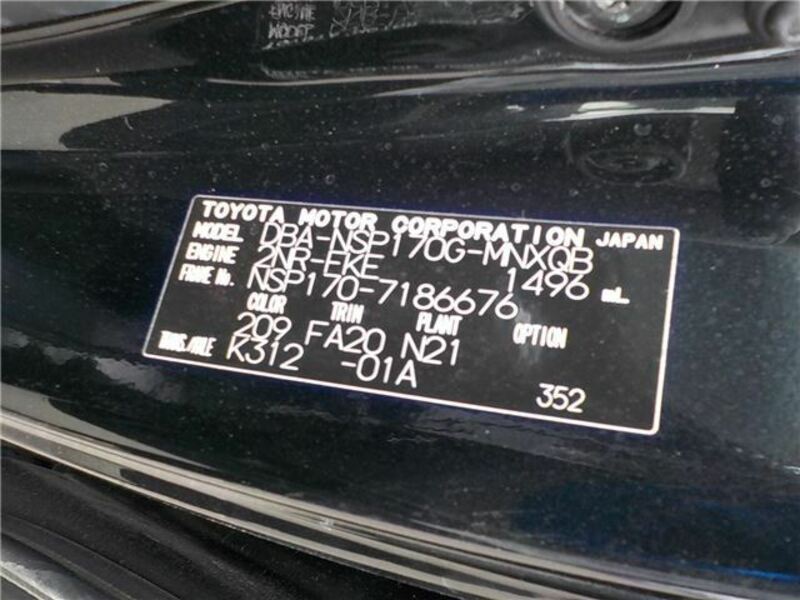 TOYOTA MOTOR CORPORATION JAPAN
MODEL DBA-NSP170G-MNXQB
ENGINE 2NR-FKE 1496 mL
FRAME No. NSP170-7186676
COLOR TRIM PLANT OPTION
209 FA20 N21
TRANS./AXLE K312 -01A
352